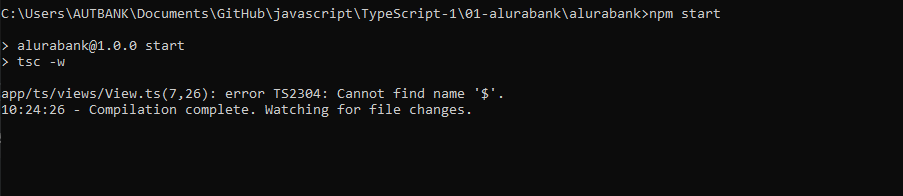 C:\Users\AUTBANK\Documents\GitHub\javascript\TypeScript-1\01-alurabank\alurabank>npm start
> alurabank@1.0.0 start
> tsc -w
app/ts/views/View.ts(7,26): error TS2304: Cannot find name '$'.
10:24:26 - Compilation complete. Watching for file changes.